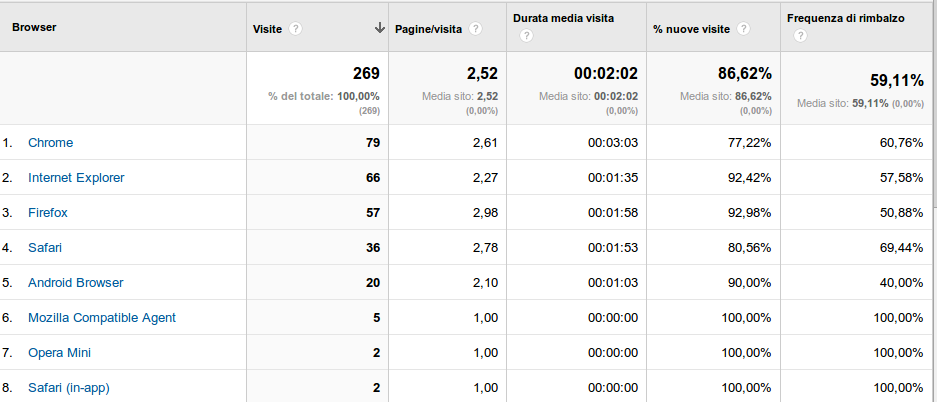 Browser Visite ? Pagine/visita ? Durata media visita ? % nuove visite ? Frequenza di rimbalzo ?
269 2,52 00:02:02 86,62% 59,11%
% del totale: 100,00% (269) Media sito: 2,52 (0,00%) Media sito: 00:02:02 (0,00%) Media sito: 86,62% (0,00%) Media sito: 59,11% (0,00%)
1. Chrome 79 2,61 00:03:03 77,22% 60,76%
2. Internet Explorer 66 2,27 00:01:35 92,42% 57,58%
3. Firefox 57 2,98 00:01:58 92,98% 50,88%
4. Safari 36 2,78 00:01:53 80,56% 69,44%
5. Android Browser 20 2,10 00:01:03 90,00% 40,00%
6. Mozilla Compatible Agent 5 1,00 00:00:00 100,00% 100,00%
7. Opera Mini 2 1,00 00:00:00 100,00% 100,00%
8. Safari (in-app) 2 1,00 00:00:00 100,00% 100,00%